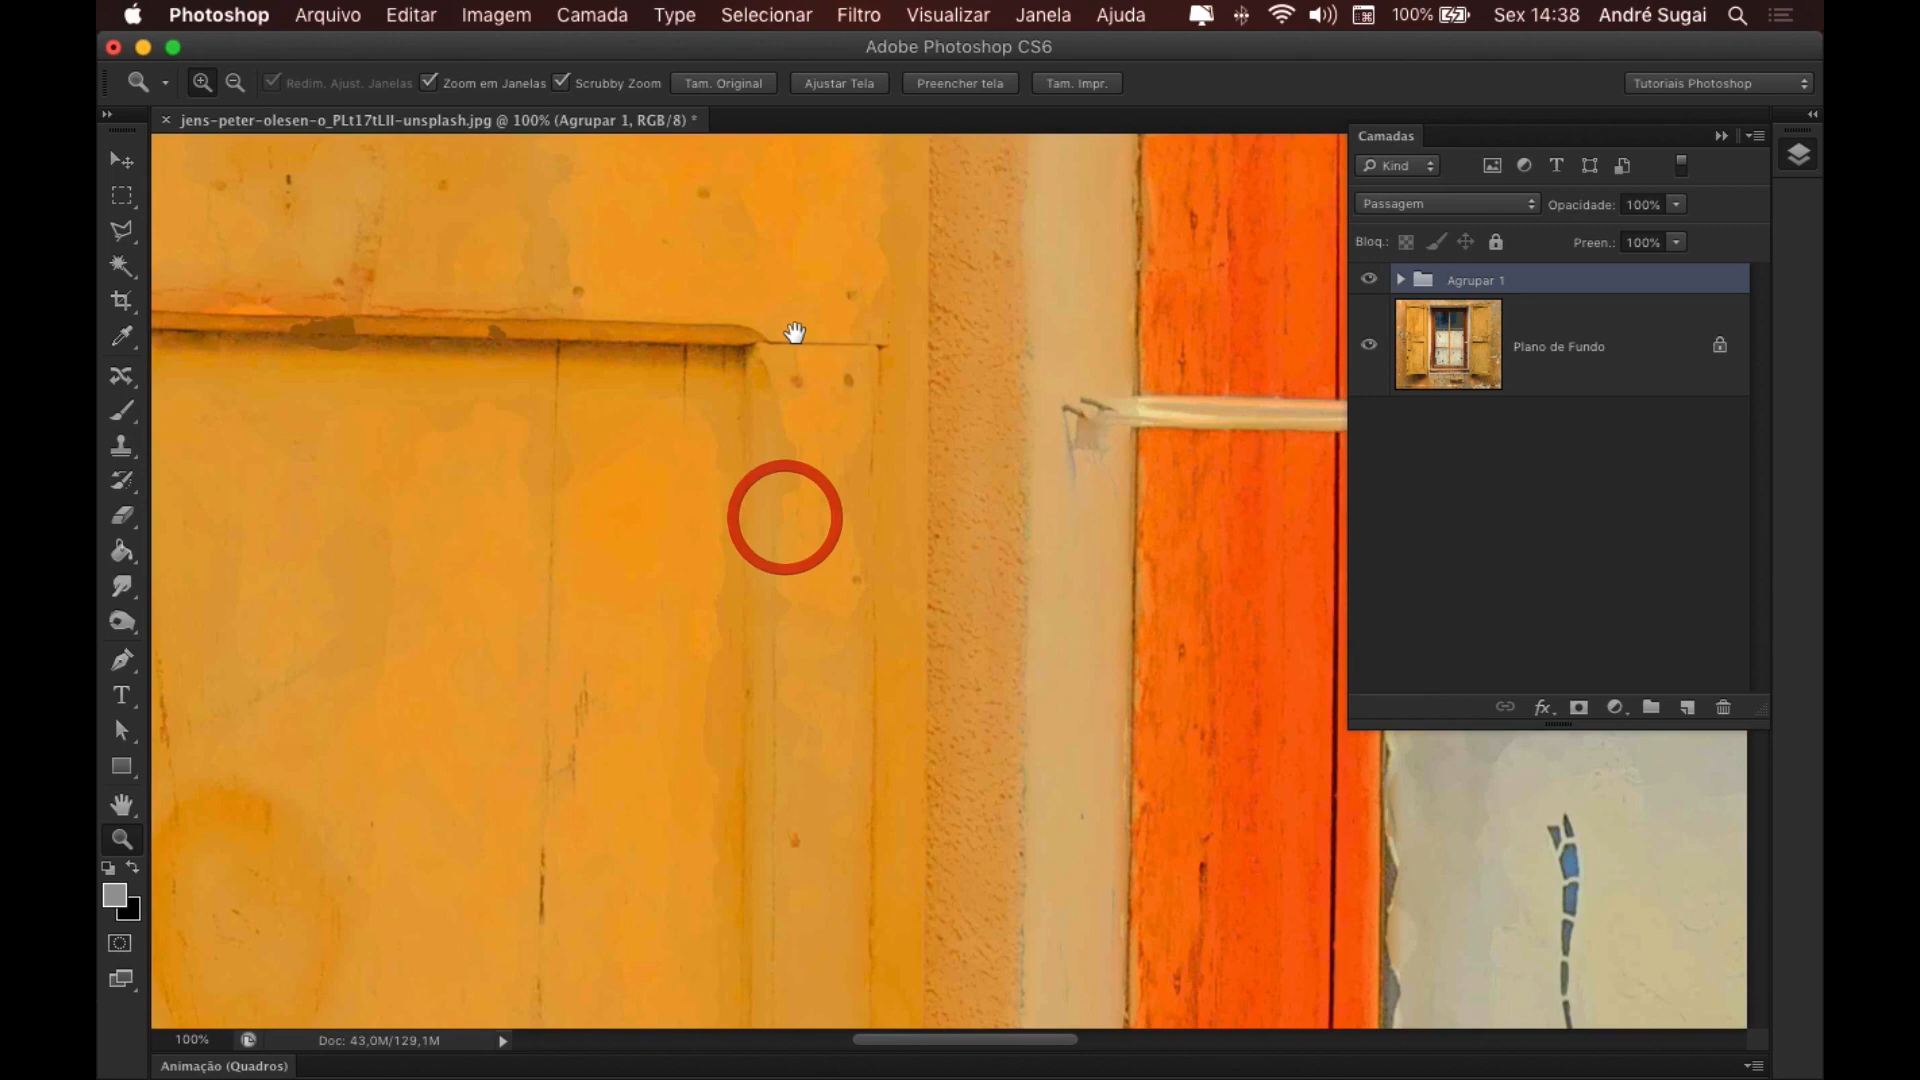 Photoshop Arquivo Editar Imagem Camada Type Selecionar Filtro Visualizar Janela Ajuda 100% Sex 14:38 André Sugai
Adobe Photoshop CS6
Redim. Ajust. Janelas Zoom em Janelas Scrubby Zoom Tam. Original Ajustar Tela Preencher tela Tam. Impr. Tutoriais Photoshop
× jens-peter-olesen-o_PLt17tLII-unsplash.jpg @ 100% (Agrupar 1, RGB/8) *
Camadas
Kind
Passagem Opacidade: 100%
Bloq.: Preen.: 100%
Agrupar 1
Plano de Fundo
fx
T
100% Doc: 43,0M/129,1M
Animação (Quadros)